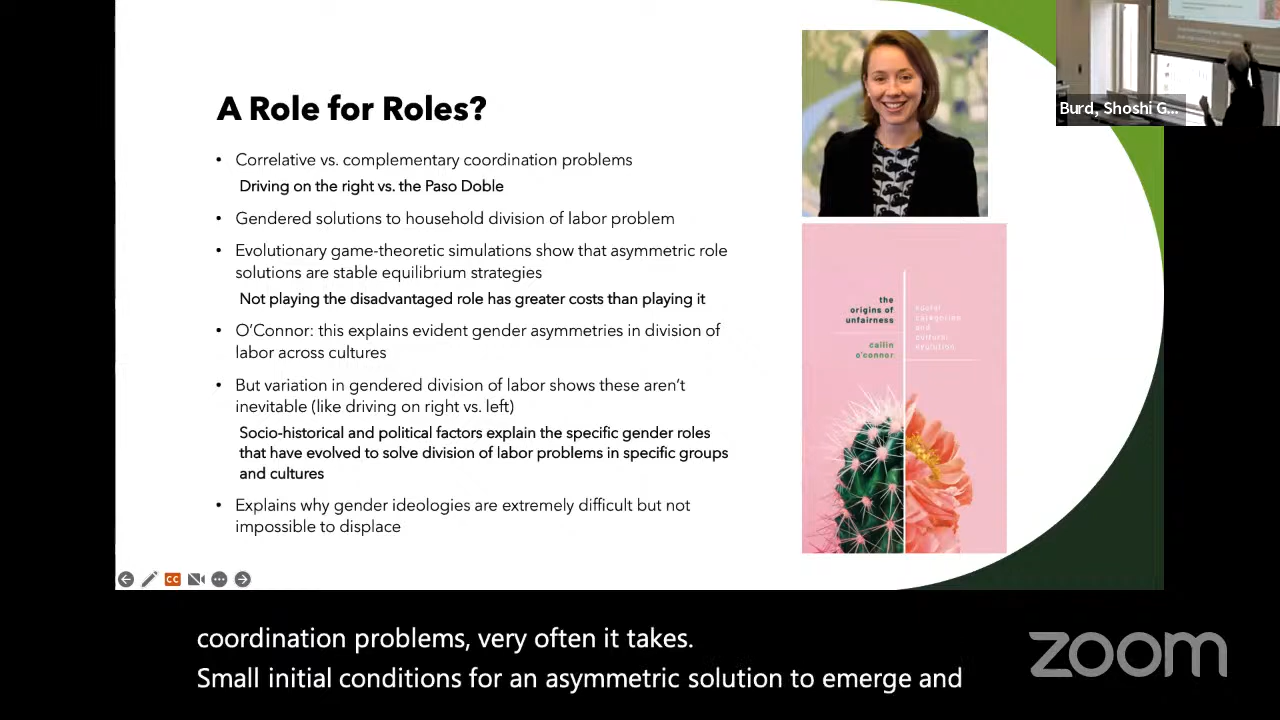 A Role for Roles?
• Correlative vs. complementary coordination problems
Driving on the right vs. the Paso Doble
• Gendered solutions to household division of labor problem
• Evolutionary game-theoretic simulations show that asymmetric role
solutions are stable equilibrium strategies
Not playing the disadvantaged role has greater costs than playing it
• O’Connor: this explains evident gender asymmetries in division of
labor across cultures
• But variation in gendered division of labor shows these aren’t
inevitable (like driving on right vs. left)
Socio-historical and political factors explain the specific gender roles
that have evolved to solve division of labor problems in specific groups
and cultures
• Explains why gender ideologies are extremely difficult but not
impossible to displace
the
origins of
unfairness
cailin
o'connor
social
categories
and
cultural
evolution
Burd, Shoshi G...
CC
coordination problems, very often it takes.
Small initial conditions for an asymmetric solution to emerge and
zoom